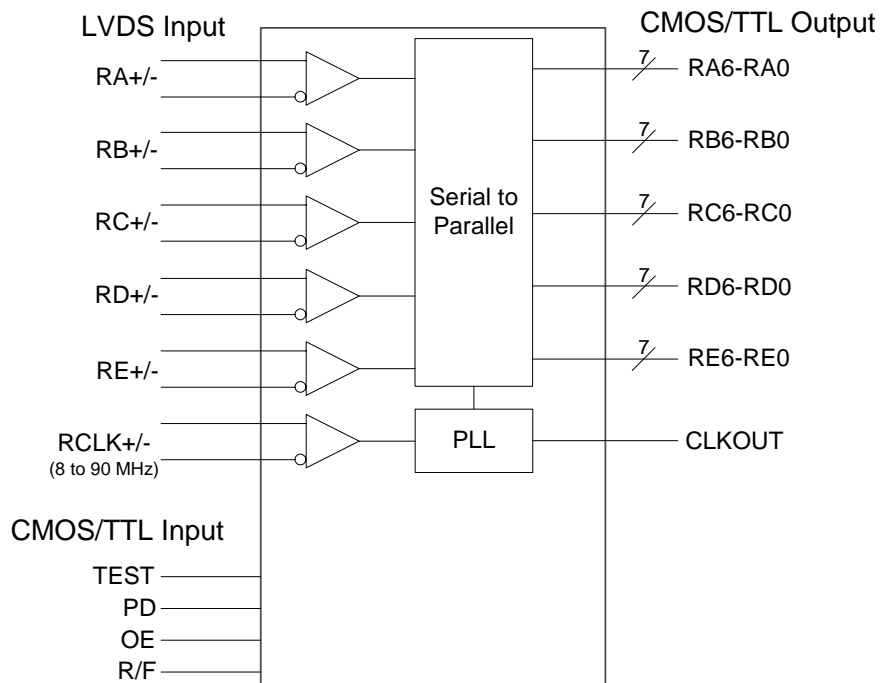 LVDS Input
CMOS/TTL Output
RA+/-
7
RA6-RA0
RB+/-
7
RB6-RB0
Serial to
Parallel
RC+/-
7
RC6-RC0
RD+/-
7
RD6-RD0
RE+/-
7
RE6-RE0
RCLK+/-
(8 to 90 MHz)
PLL
CLKOUT
CMOS/TTL Input
TEST
PD
OE
R/F